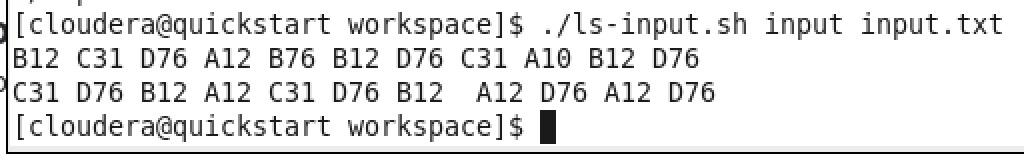 [cloudera@quickstart workspace]$ ./ls-input.sh input input.txt
B12 C31 D76 A12 B76 B12 D76 C31 A10 B12 D76
C31 D76 B12 A12 C31 D76 B12  A12 D76 A12 D76
[cloudera@quickstart workspace]$